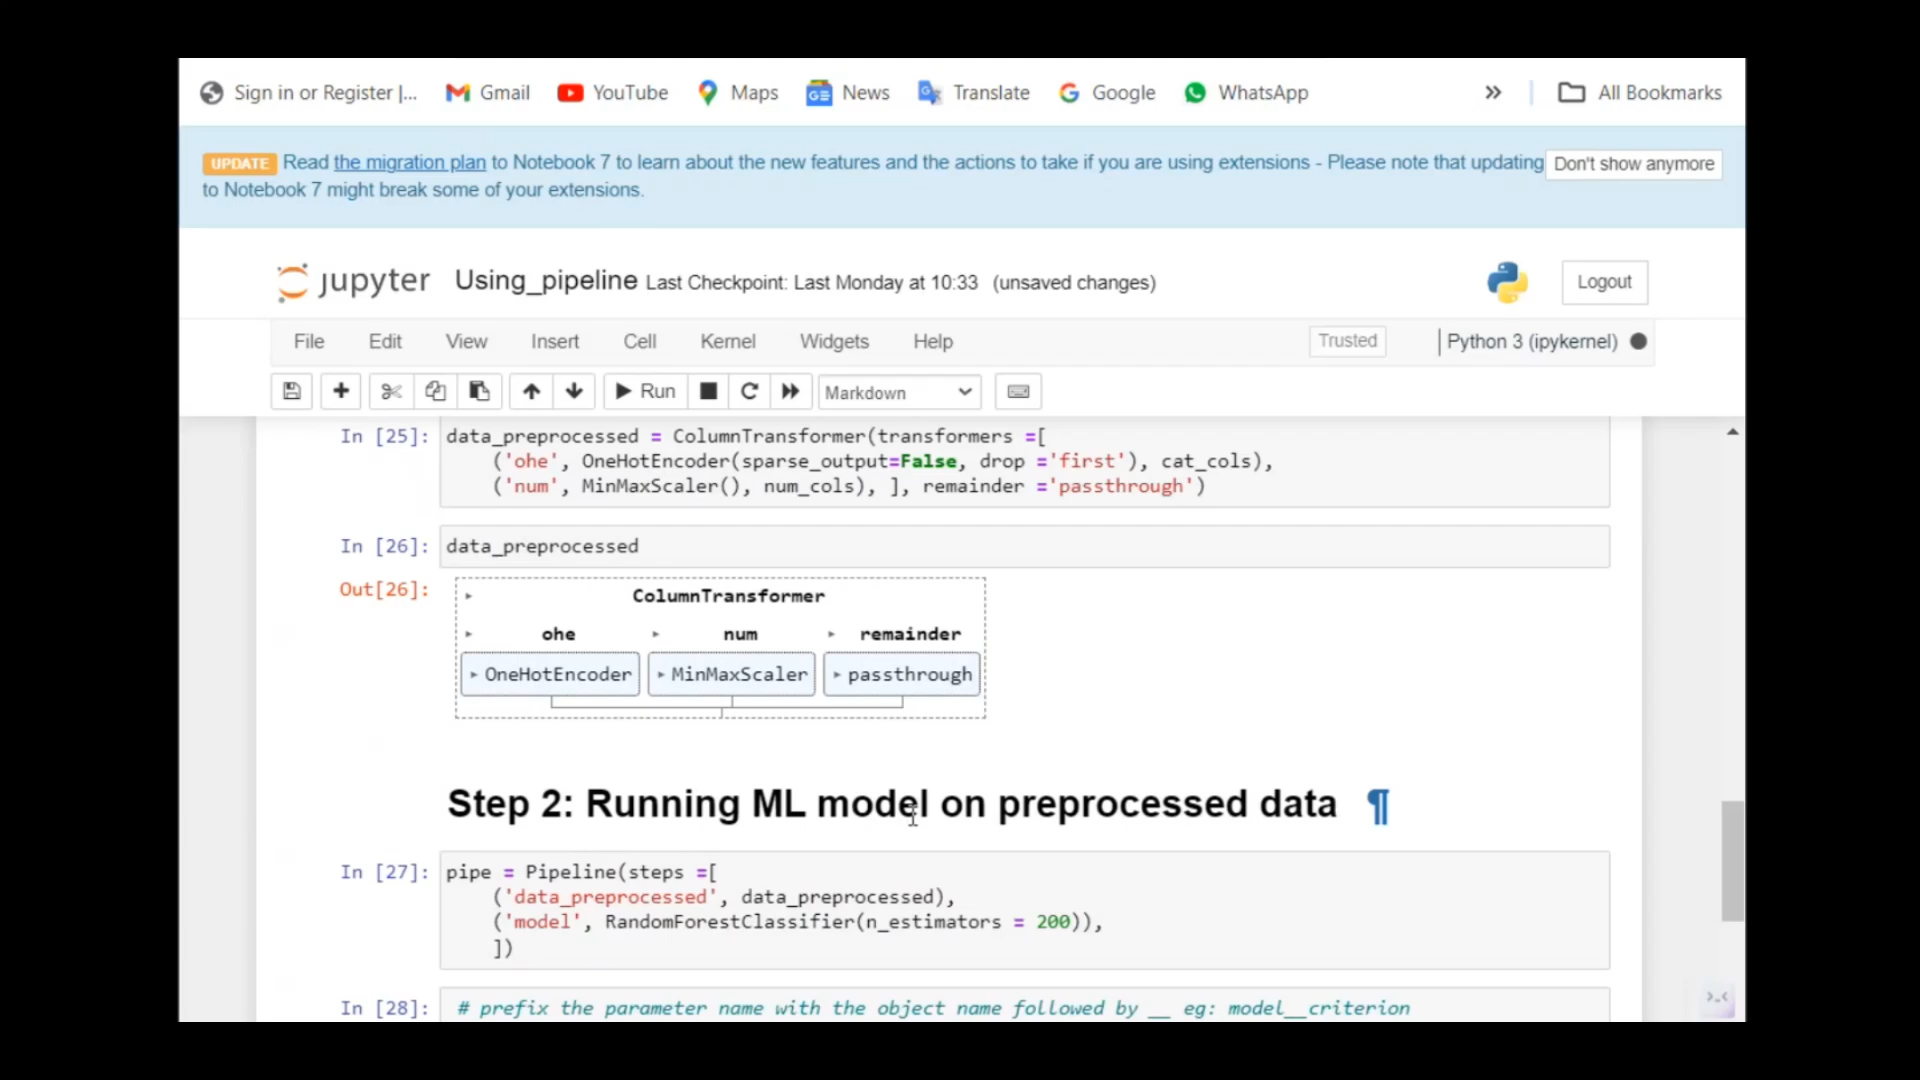 Sign in or Register |... Gmail YouTube Maps News Translate Google WhatsApp » All Bookmarks
UPDATE Read the migration plan to Notebook 7 to learn about the new features and the actions to take if you are using extensions - Please note that updating Don't show anymore
to Notebook 7 might break some of your extensions.
jupyter Using_pipeline Last Checkpoint: Last Monday at 10:33 (unsaved changes) Logout
File Edit View Insert Cell Kernel Widgets Help Trusted Python 3 (ipykernel)
Run Markdown
In [25]: data_preprocessed = ColumnTransformer(transformers =[
('ohe', OneHotEncoder(sparse_output=False, drop ='first'), cat_cols),
('num', MinMaxScaler(), num_cols), ], remainder ='passthrough')
In [26]: data_preprocessed
Out[26]: ColumnTransformer
ohe num remainder
OneHotEncoder MinMaxScaler passthrough
Step 2: Running ML model on preprocessed data ¶
In [27]: pipe = Pipeline(steps =[
('data_preprocessed', data_preprocessed),
('model', RandomForestClassifier(n_estimators = 200)),
])
In [28]: # prefix the parameter name with the object name followed by __ eg: model__criterion